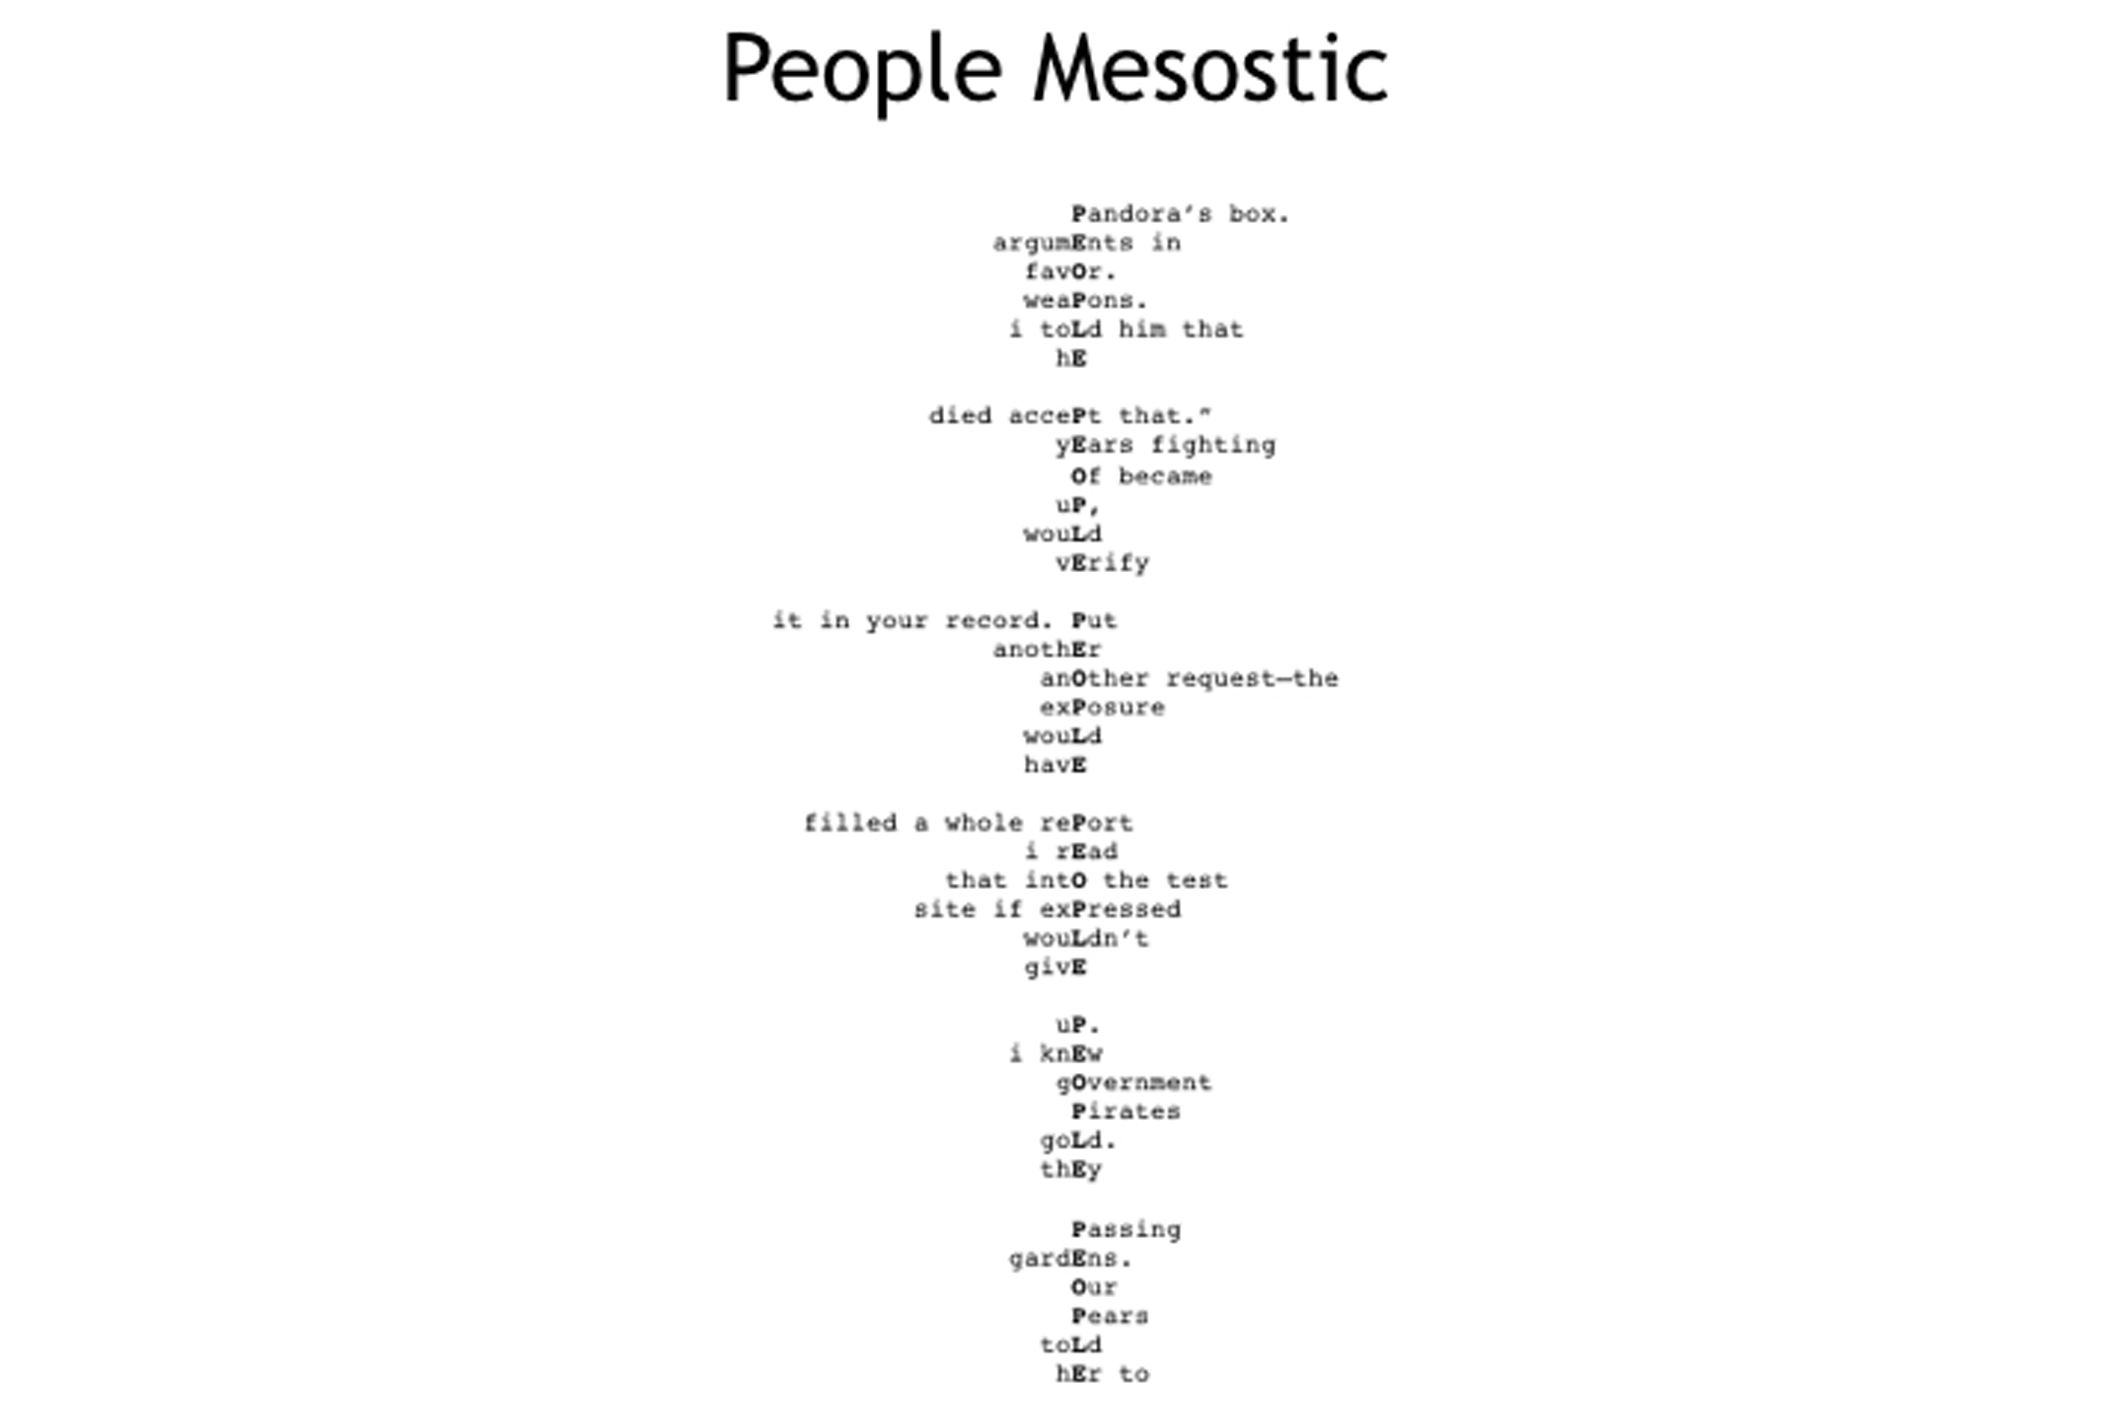 People Mesostic
Pandora’s box.
argumEnts in
favOr.
weaPons.
i toLd him that
hE
died accePt that.”
yEars fighting
Of became
uP,
wouLd
vErify
it in your record. Put
anothEr
anOther request—the
exPosure
wouLd
havE
filled a whole rePort
i rEad
that intO the test
site if exPressed
wouLdn’t
givE
uP.
i knEw
gOvernment
Pirates
goLd.
thEy
Passing
gardEns.
Our
Pears
toLd
hEr to